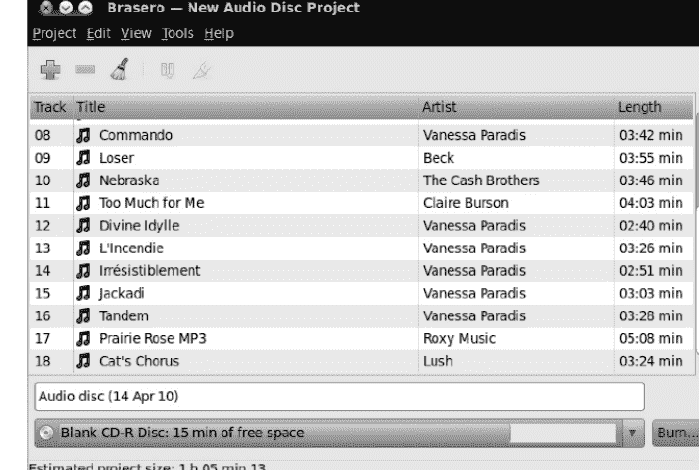 Brasero — New Audio Disc Project
Project Edit View Tools Help
Track Title Artist Length
08 Commando Vanessa Paradis 03:42 min
09 Loser Beck 03:55 min
10 Nebraska The Cash Brothers 03:46 min
11 Too Much for Me Claire Burson 04:03 min
12 Divine Idylle Vanessa Paradis 02:40 min
13 L'Incendie Vanessa Paradis 03:26 min
14 Irrésistiblement Vanessa Paradis 02:51 min
15 Jackadi Vanessa Paradis 03:03 min
16 Tandem Vanessa Paradis 03:28 min
17 Prairie Rose MP3 Roxy Music 05:08 min
18 Cat's Chorus Lush 03:24 min
Audio disc (14 Apr 10)
Blank CD-R Disc: 15 min of free space Burn...
Estimated project size: 1 h 05 min 13